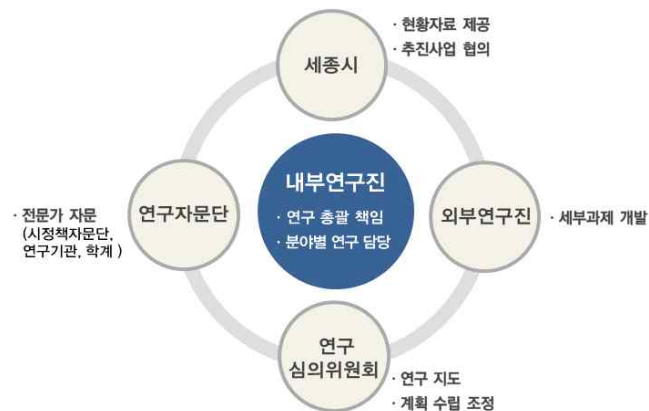 세종시
· 현황자료 제공
· 추진사업 협의
내부연구진
· 연구 총괄 책임
· 분야별 연구 담당
연구자문단
· 전문가 자문
(시정책자문단,
연구기관, 학계 )
외부연구진
· 세부과제 개발
연구
심의위원회
· 연구 지도
· 계획 수립 조정